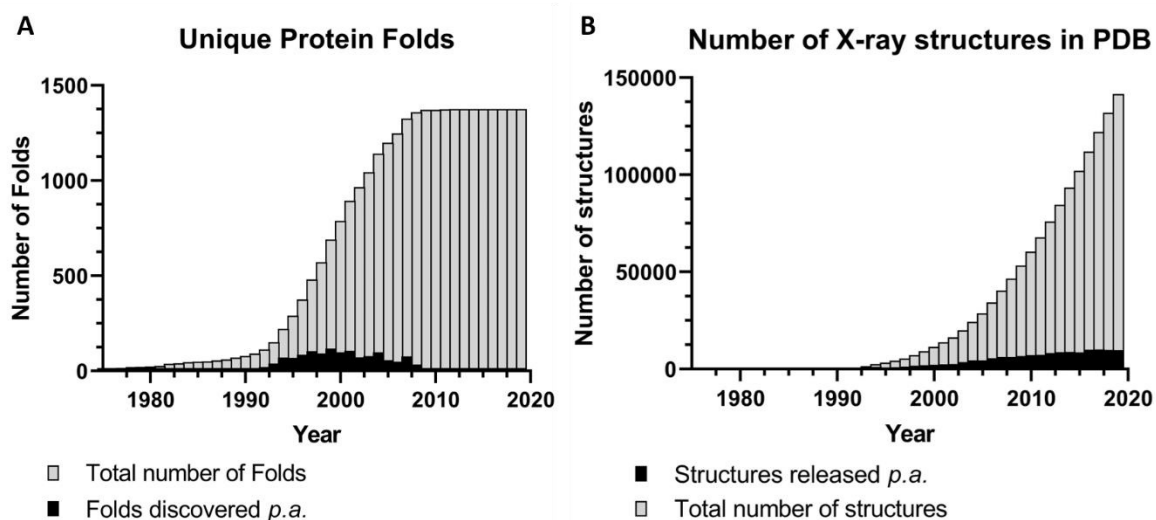 A
Unique Protein Folds
Number of Folds
1500
1000
500
0
1980
1990
2000
2010
2020
Year
Total number of Folds
Folds discovered p.a.
B
Number of X-ray structures in PDB
Number of structures
150000
100000
50000
0
1980
1990
2000
2010
2020
Year
Structures released p.a.
Total number of structures